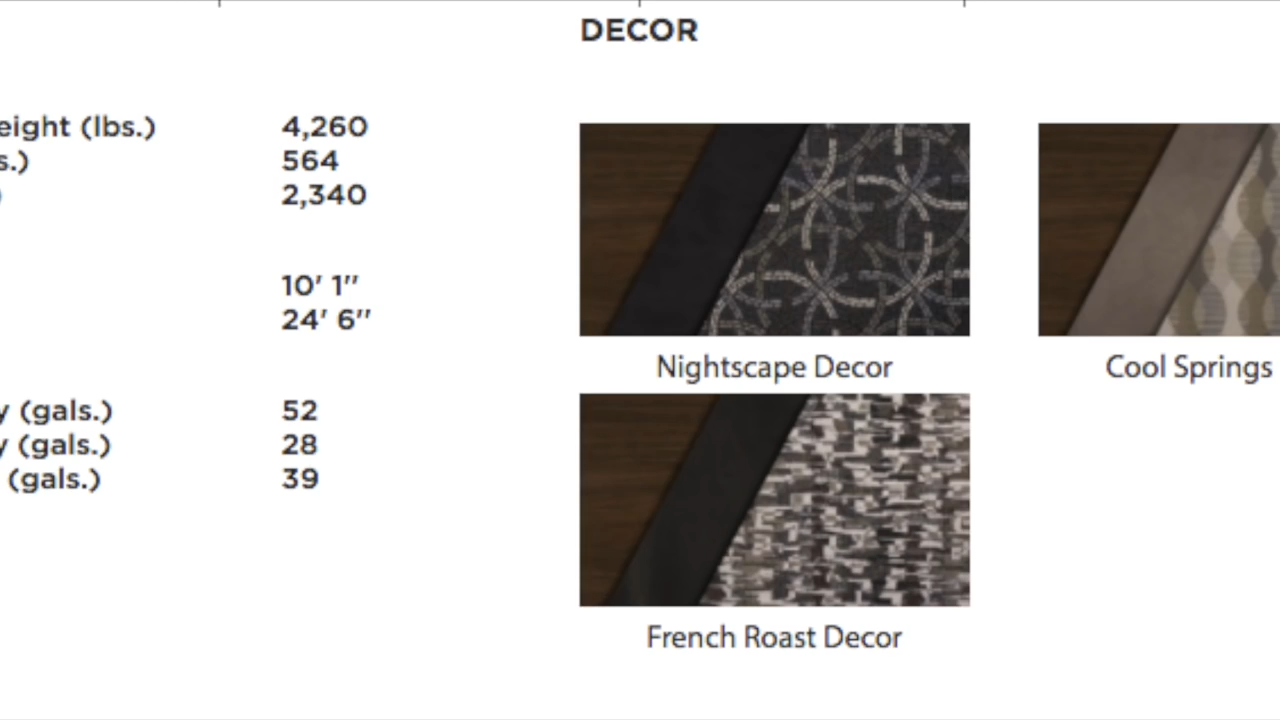 DECOR
eight (lbs.) 4,260
s.) 564
) 2,340
10' 1"
24' 6"
y (gals.) 52
y (gals.) 28
(gals.) 39
Nightscape Decor
Cool Springs
French Roast Decor